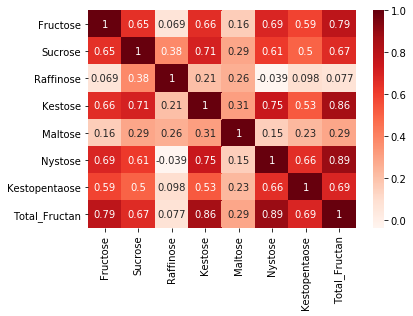 Fructose 1 0.65 0.069 0.66 0.16 0.69 0.59 0.79
Sucrose 0.65 1 0.38 0.71 0.29 0.61 0.5 0.67
Raffinose 0.069 0.38 1 0.21 0.26 -0.039 0.098 0.077
Kestose 0.66 0.71 0.21 1 0.31 0.75 0.53 0.86
Maltose 0.16 0.29 0.26 0.31 1 0.15 0.23 0.29
Nystose 0.69 0.61 -0.039 0.75 0.15 1 0.66 0.89
Kestopentaose 0.59 0.5 0.098 0.53 0.23 0.66 1 0.69
Total_Fructan 0.79 0.67 0.077 0.86 0.29 0.89 0.69 1
Fructose
Sucrose
Raffinose
Kestose
Maltose
Nystose
Kestopentaose
Total_Fructan
1.0
0.8
0.6
0.4
0.2
0.0